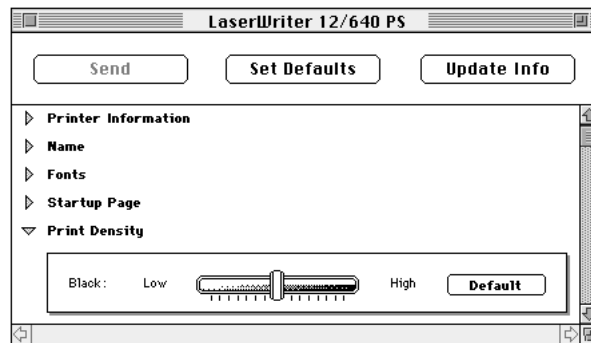 LaserWriter 12/640 PS
Send Set Defaults Update Info
Printer Information
Name
Fonts
Startup Page
Print Density
Black: Low High Default